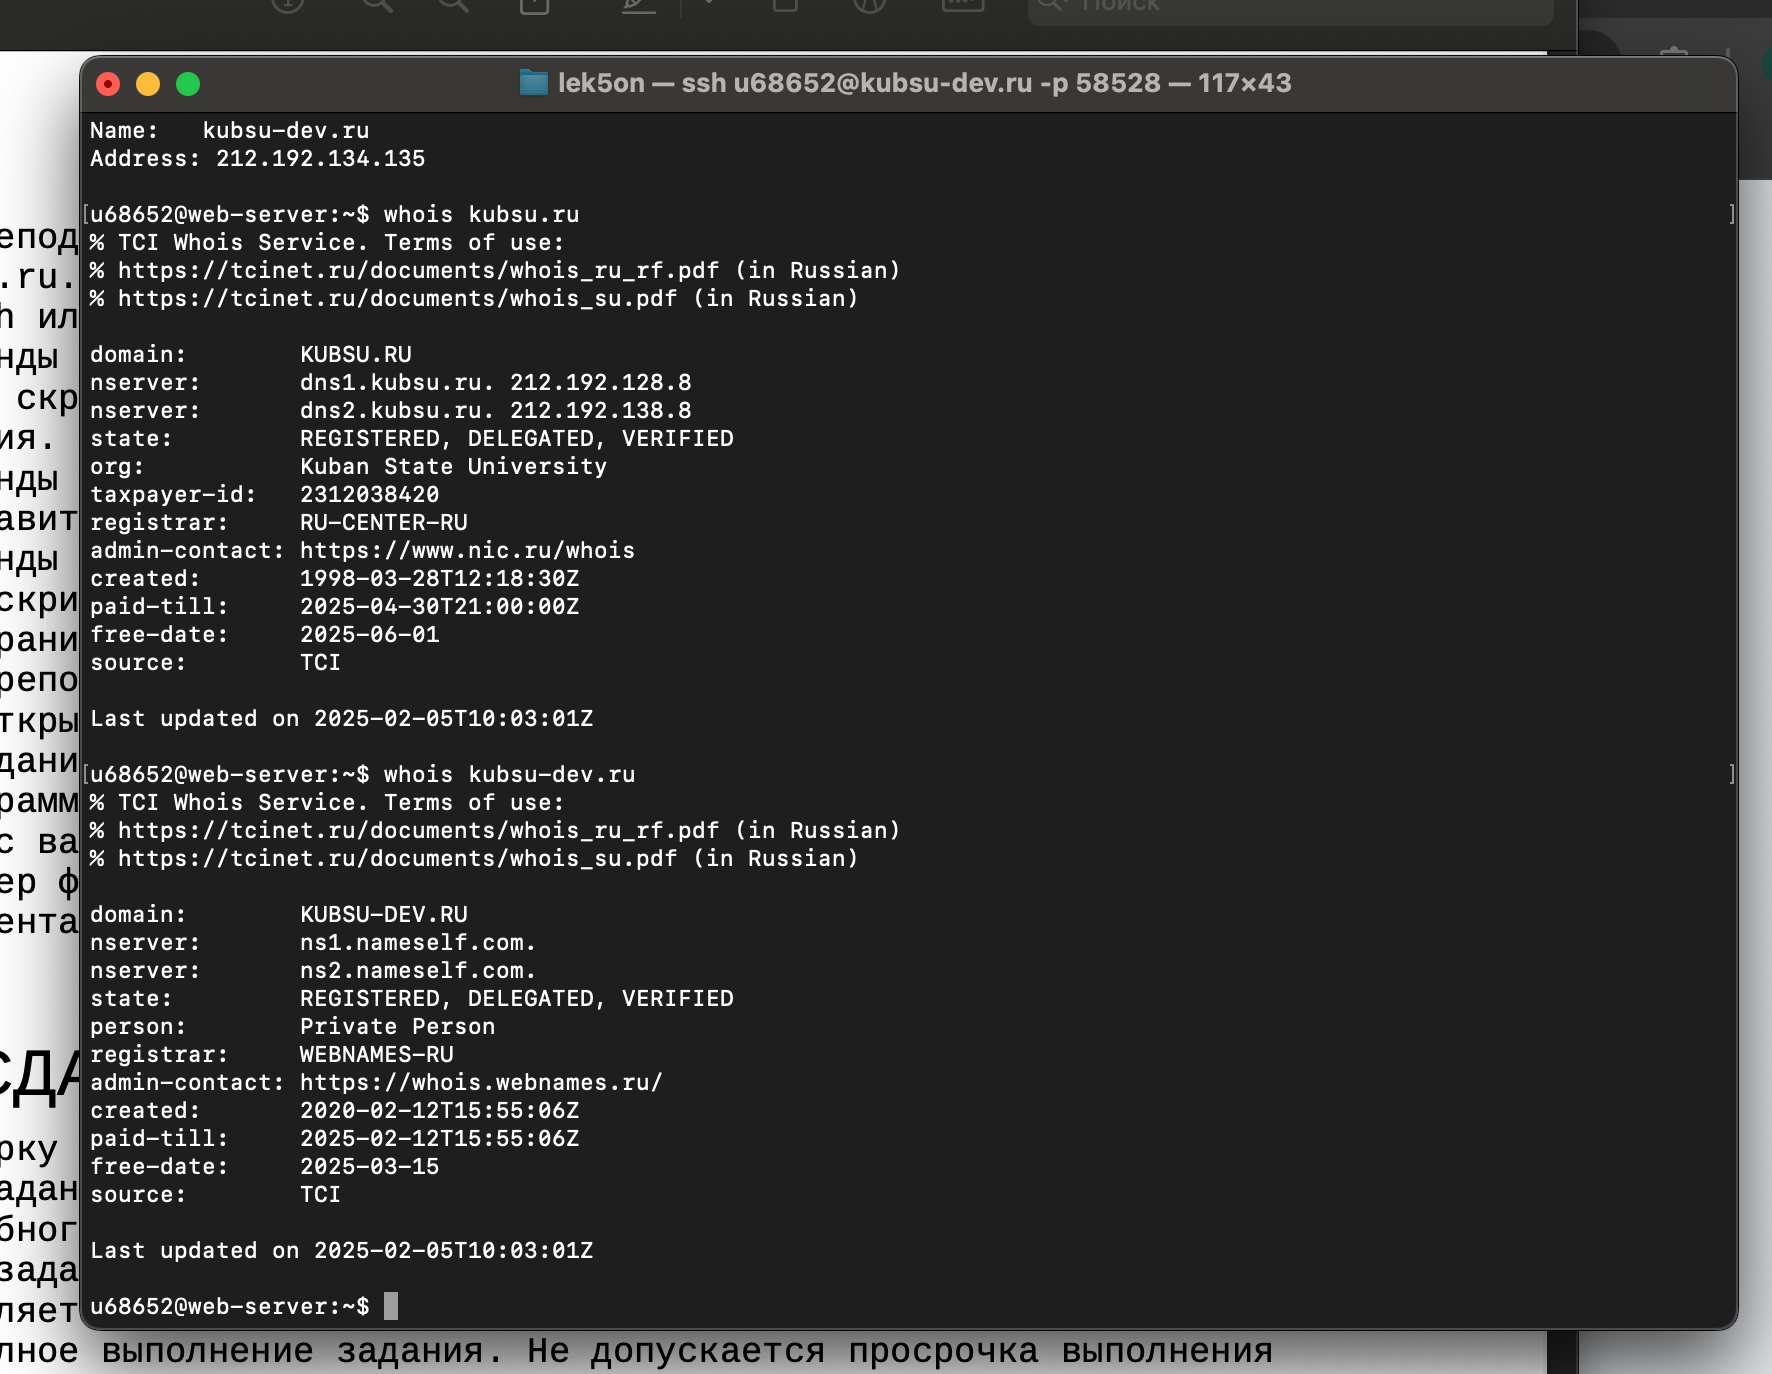 Поиск
lek5on — ssh u68652@kubsu-dev.ru -p 58528 — 117×43
Name:   kubsu-dev.ru
Address: 212.192.134.135
[u68652@web-server:~$ whois kubsu.ru ]
% TCI Whois Service. Terms of use:
% https://tcinet.ru/documents/whois_ru_rf.pdf (in Russian)
% https://tcinet.ru/documents/whois_su.pdf (in Russian)
domain:        KUBSU.RU
nserver:       dns1.kubsu.ru. 212.192.128.8
nserver:       dns2.kubsu.ru. 212.192.138.8
state:         REGISTERED, DELEGATED, VERIFIED
org:           Kuban State University
taxpayer-id:   2312038420
registrar:     RU-CENTER-RU
admin-contact: https://www.nic.ru/whois
created:       1998-03-28T12:18:30Z
paid-till:     2025-04-30T21:00:00Z
free-date:     2025-06-01
source:        TCI
Last updated on 2025-02-05T10:03:01Z
[u68652@web-server:~$ whois kubsu-dev.ru ]
% TCI Whois Service. Terms of use:
% https://tcinet.ru/documents/whois_ru_rf.pdf (in Russian)
% https://tcinet.ru/documents/whois_su.pdf (in Russian)
domain:        KUBSU-DEV.RU
nserver:       ns1.nameself.com.
nserver:       ns2.nameself.com.
state:         REGISTERED, DELEGATED, VERIFIED
person:        Private Person
registrar:     WEBNAMES-RU
admin-contact: https://whois.webnames.ru/
created:       2020-02-12T15:55:06Z
paid-till:     2025-02-12T15:55:06Z
free-date:     2025-03-15
source:        TCI
Last updated on 2025-02-05T10:03:01Z
u68652@web-server:~$
епод
.ru.
h ил
нды
скр
ия.
нды
авит
нды
скри
рани
репо
ткры
дани
рамм
с ва
ер ф
ента
СДА
рку
адан
бног
зада
ляет
лное выполнение задания. Не допускается просрочка выполнения